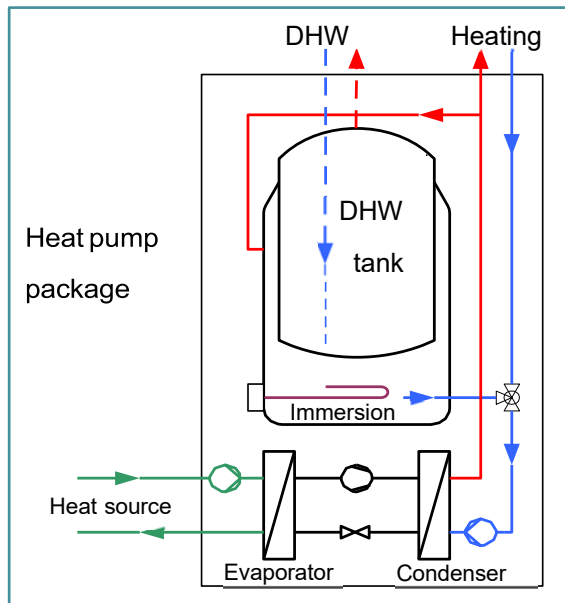 DHW
Heating
DHW
tank
Heat pump
package
Immersion
Heat source
Evaporator
Condenser